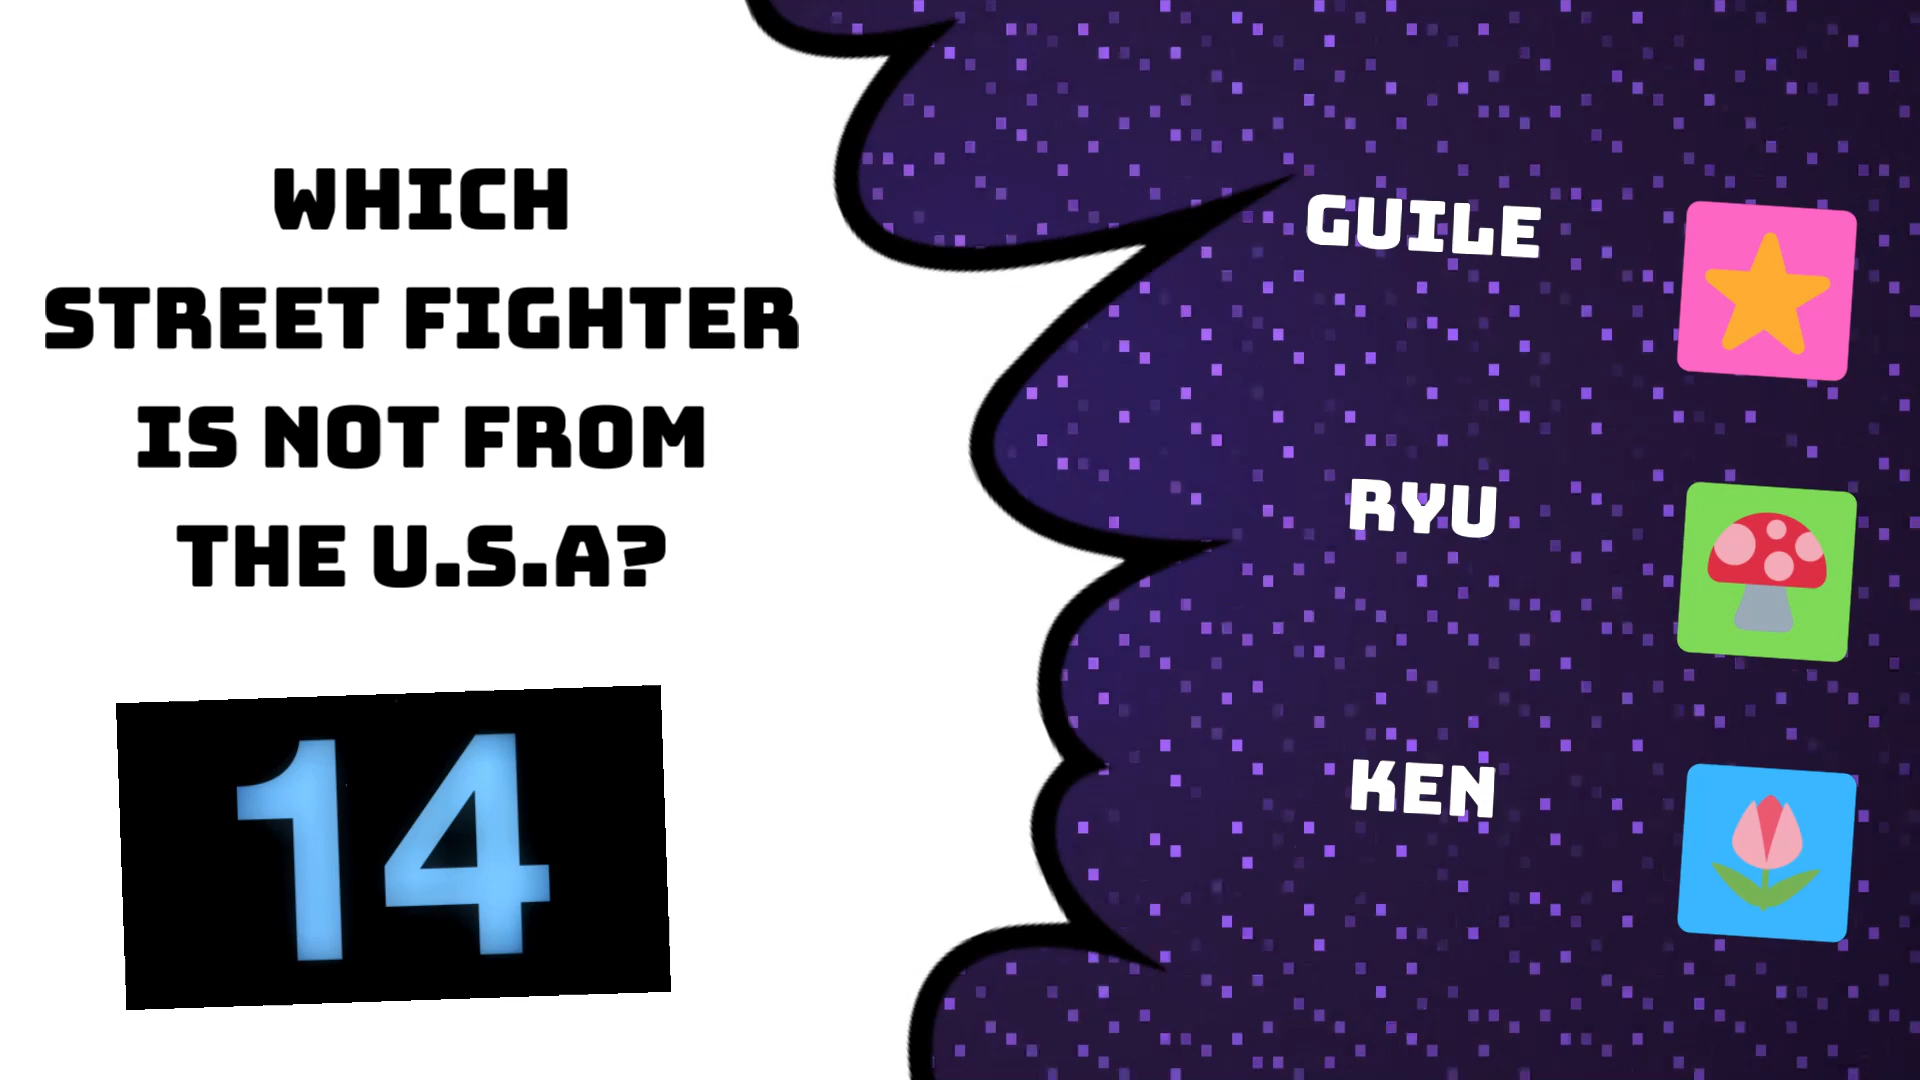 WHICH
STREET FIGHTER
IS NOT FROM
THE U.S.A?
14
GUILE
RYU
KEN